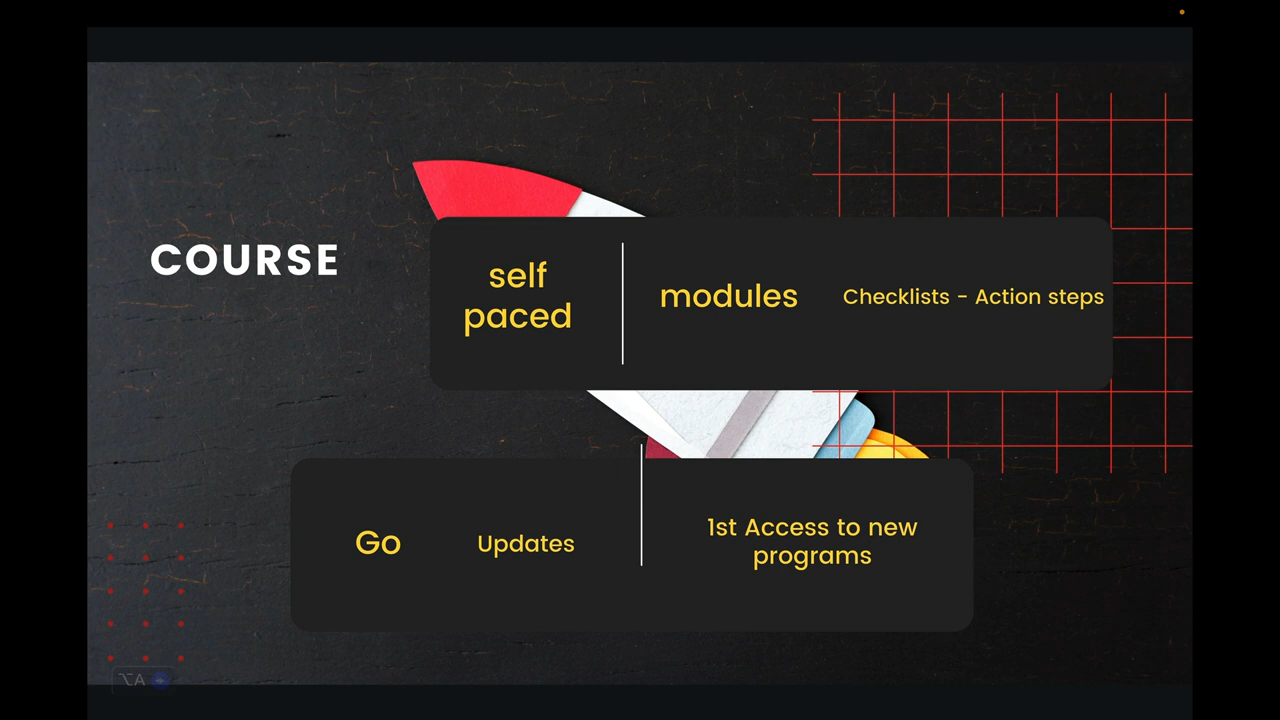 COURSE
self
paced
modules
Checklists - Action steps
Go
Updates
1st Access to new
programs
⌥A